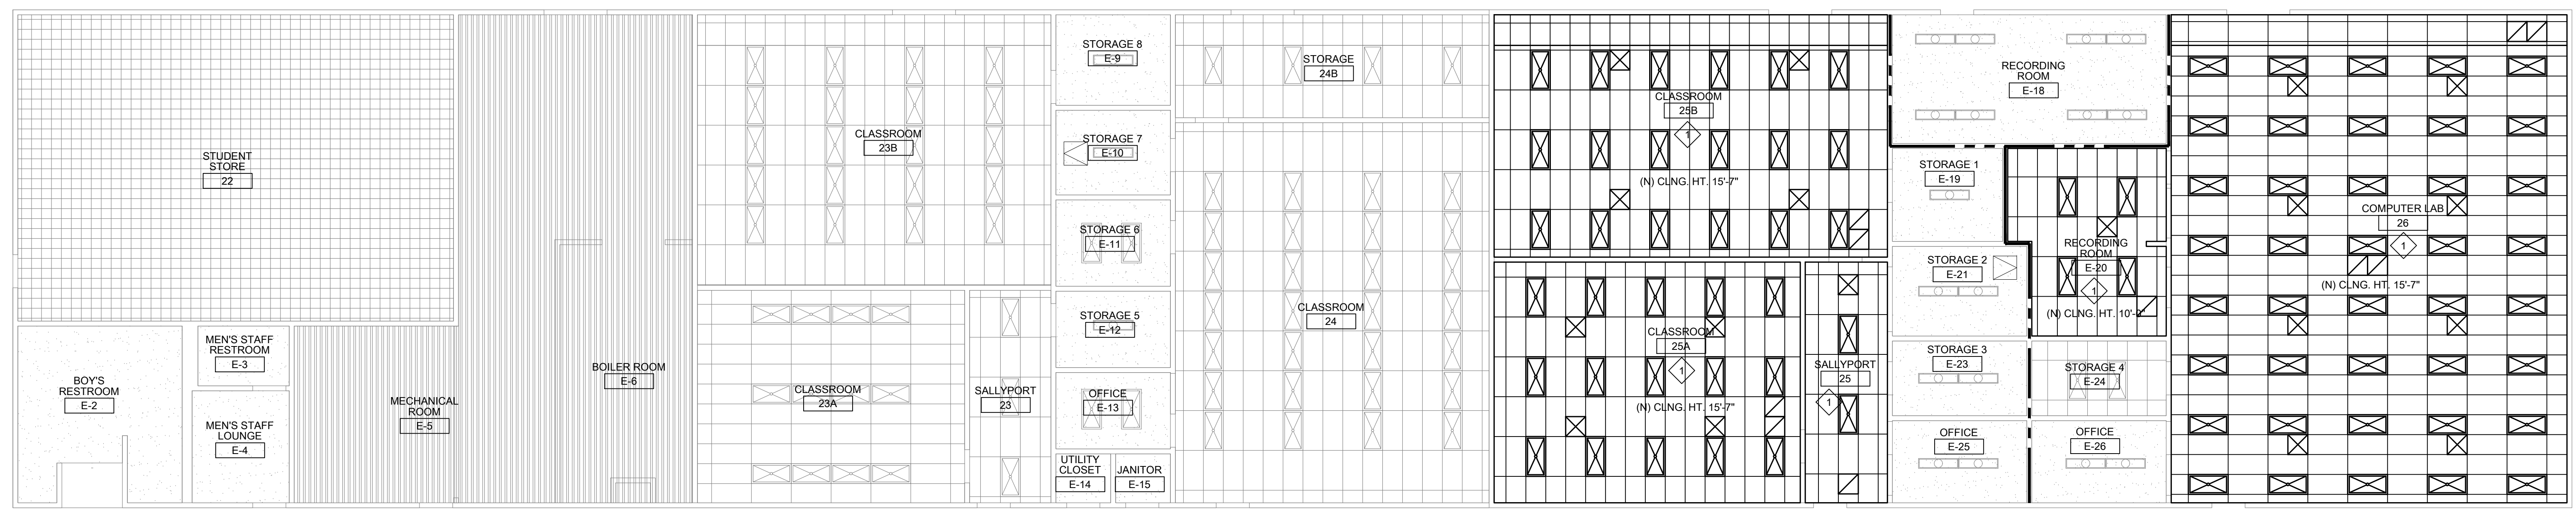 STUDENT
STORE
22
BOY'S
RESTROOM
E-2
MEN'S STAFF
RESTROOM
E-3
MEN'S STAFF
LOUNGE
E-4
MECHANICAL
ROOM
E-5
BOILER ROOM
E-6
CLASSROOM
23B
CLASSROOM
23A
SALLYPORT
23
STORAGE 8
E-9
STORAGE 7
E-10
STORAGE 6
E-11
STORAGE 5
E-12
OFFICE
E-13
UTILITY
CLOSET
E-14
JANITOR
E-15
STORAGE
24B
CLASSROOM
24
CLASSROOM
25B
1
(N) CLNG. HT. 15'-7"
CLASSROOM
25A
1
(N) CLNG. HT. 15'-7"
SALLYPORT
25
1
RECORDING
ROOM
E-18
STORAGE 1
E-19
RECORDING
ROOM
E-20
1
(N) CLNG. HT. 10'-0"
STORAGE 2
E-21
STORAGE 3
E-23
STORAGE 4
E-24
OFFICE
E-25
OFFICE
E-26
COMPUTER LAB
26
1
(N) CLNG. HT. 15'-7"